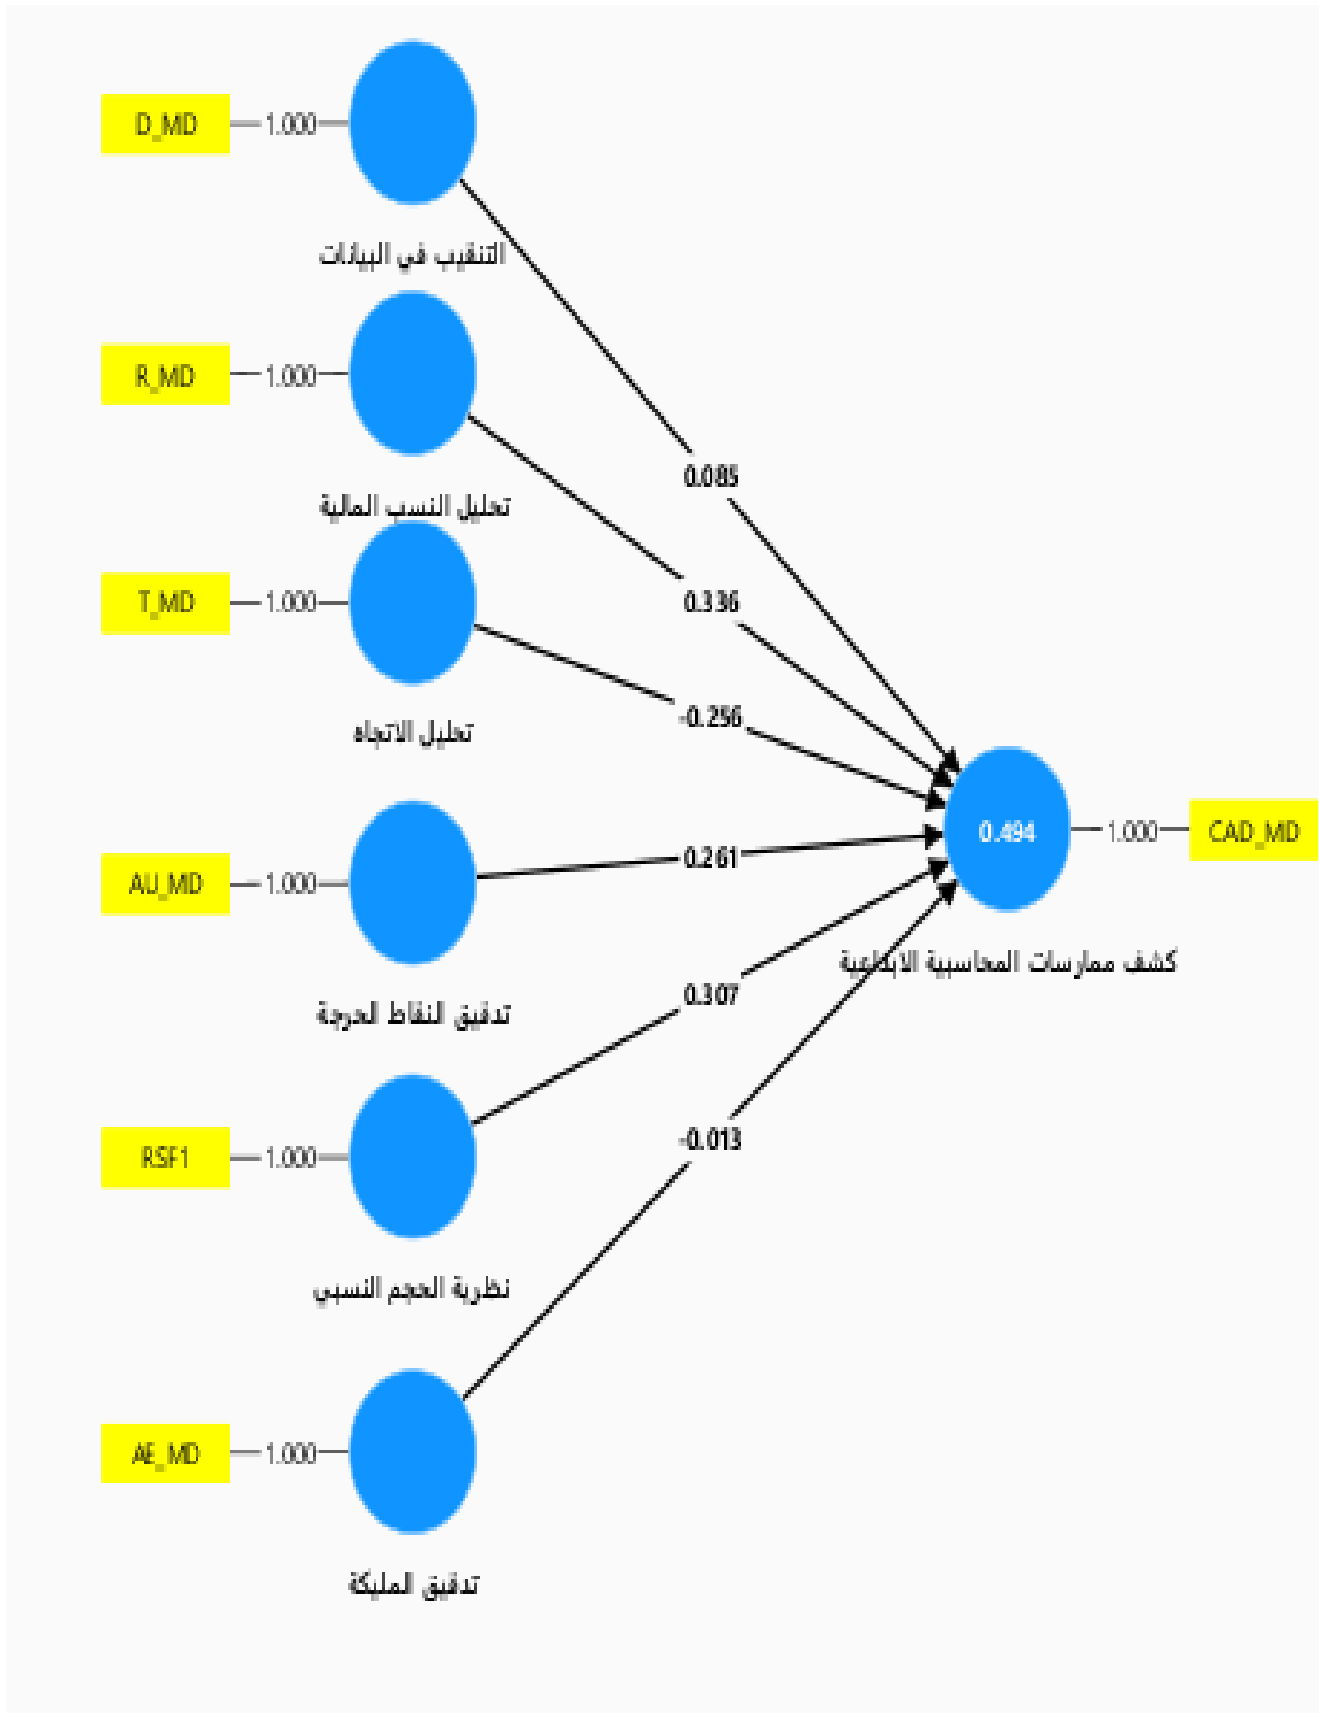 D_MD
1.000
التنقيب في البيانات
0.085
R_MD
1.000
تحليل النسب المالية
0.336
T_MD
1.000
تحليل الاتجاه
-0.256
AU_MD
1.000
تدقيق النقاط الحرجة
0.261
0.494
1.000
CAD_MD
كشف ممارسات المحاسبية الابداعية
RSF1
1.000
نظرية الحجم النسبي
0.307
AE_MD
1.000
تدقيق المليكة
-0.013